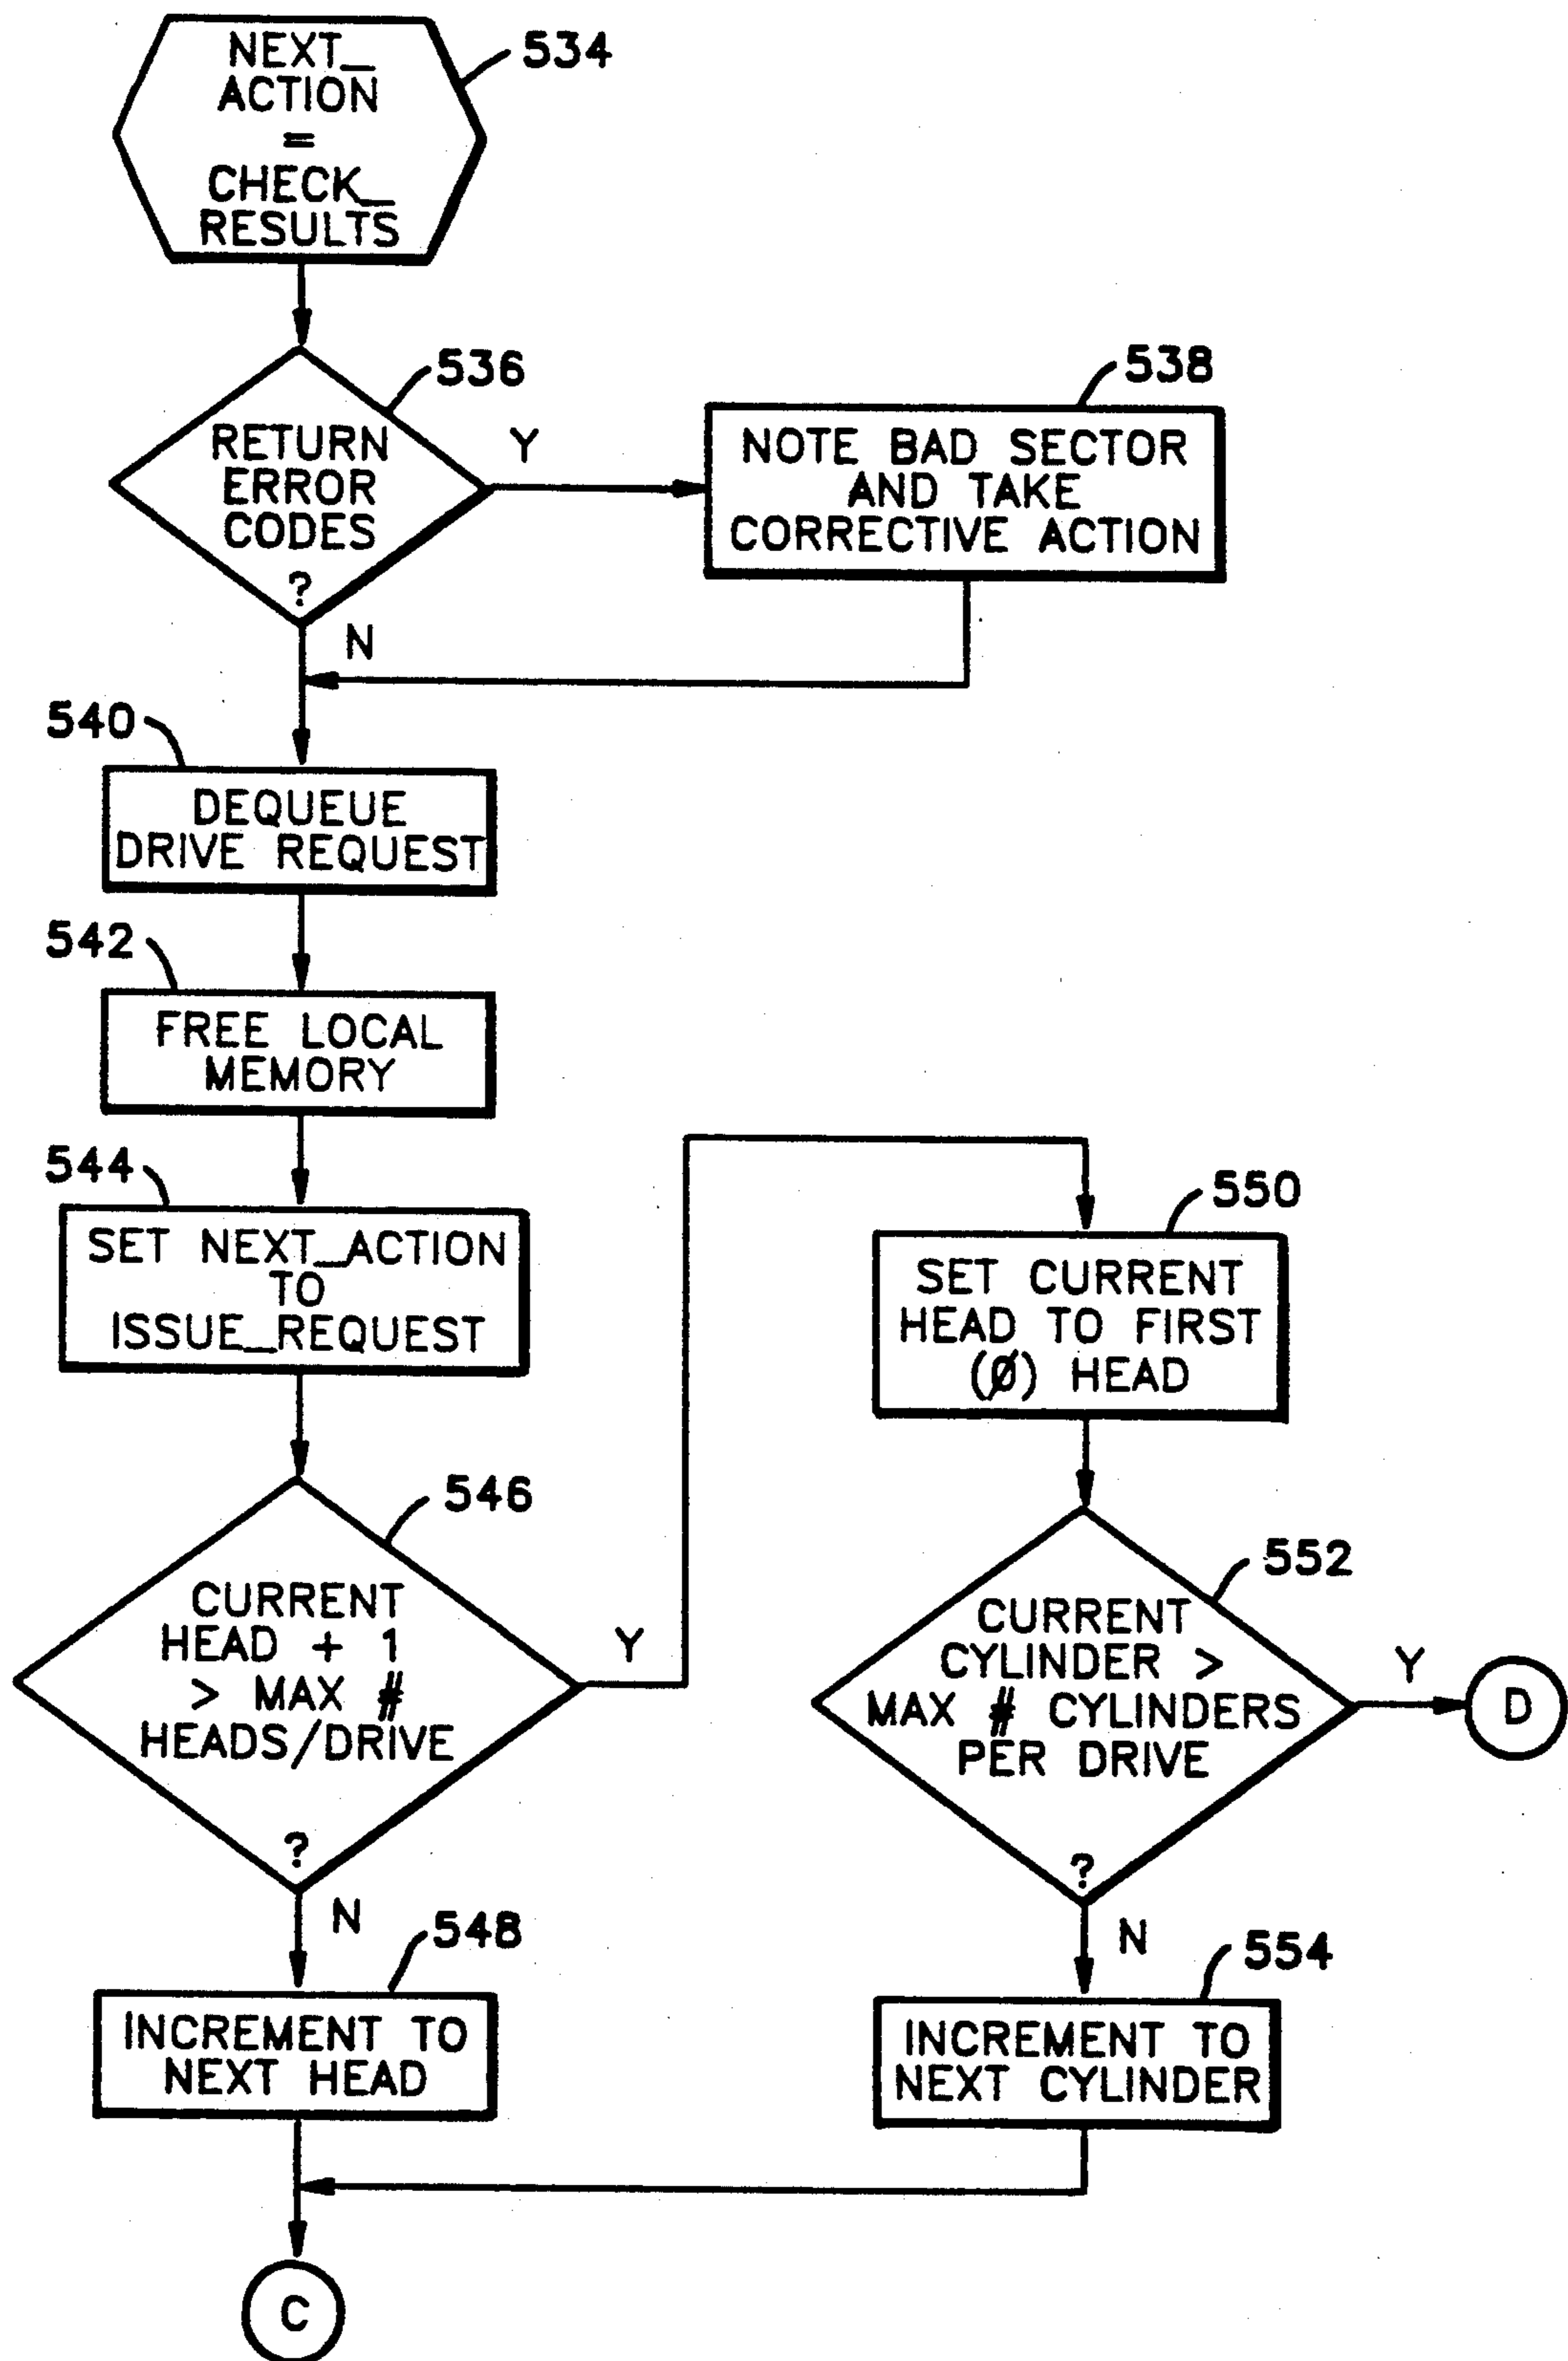 NEXT_
ACTION
=
CHECK_
RESULTS
534
RETURN
ERROR
CODES
?
536
Y
N
NOTE BAD SECTOR
AND TAKE
CORRECTIVE ACTION
538
540
DEQUEUE
DRIVE REQUEST
542
FREE LOCAL
MEMORY
544
SET NEXT_ACTION
TO
ISSUE_REQUEST
546
CURRENT
HEAD + 1
> MAX #
HEADS/DRIVE
?
Y
N
548
INCREMENT TO
NEXT HEAD
550
SET CURRENT
HEAD TO FIRST
(Ø) HEAD
552
CURRENT
CYLINDER >
MAX # CYLINDERS
PER DRIVE
?
Y
D
N
554
INCREMENT TO
NEXT CYLINDER
C